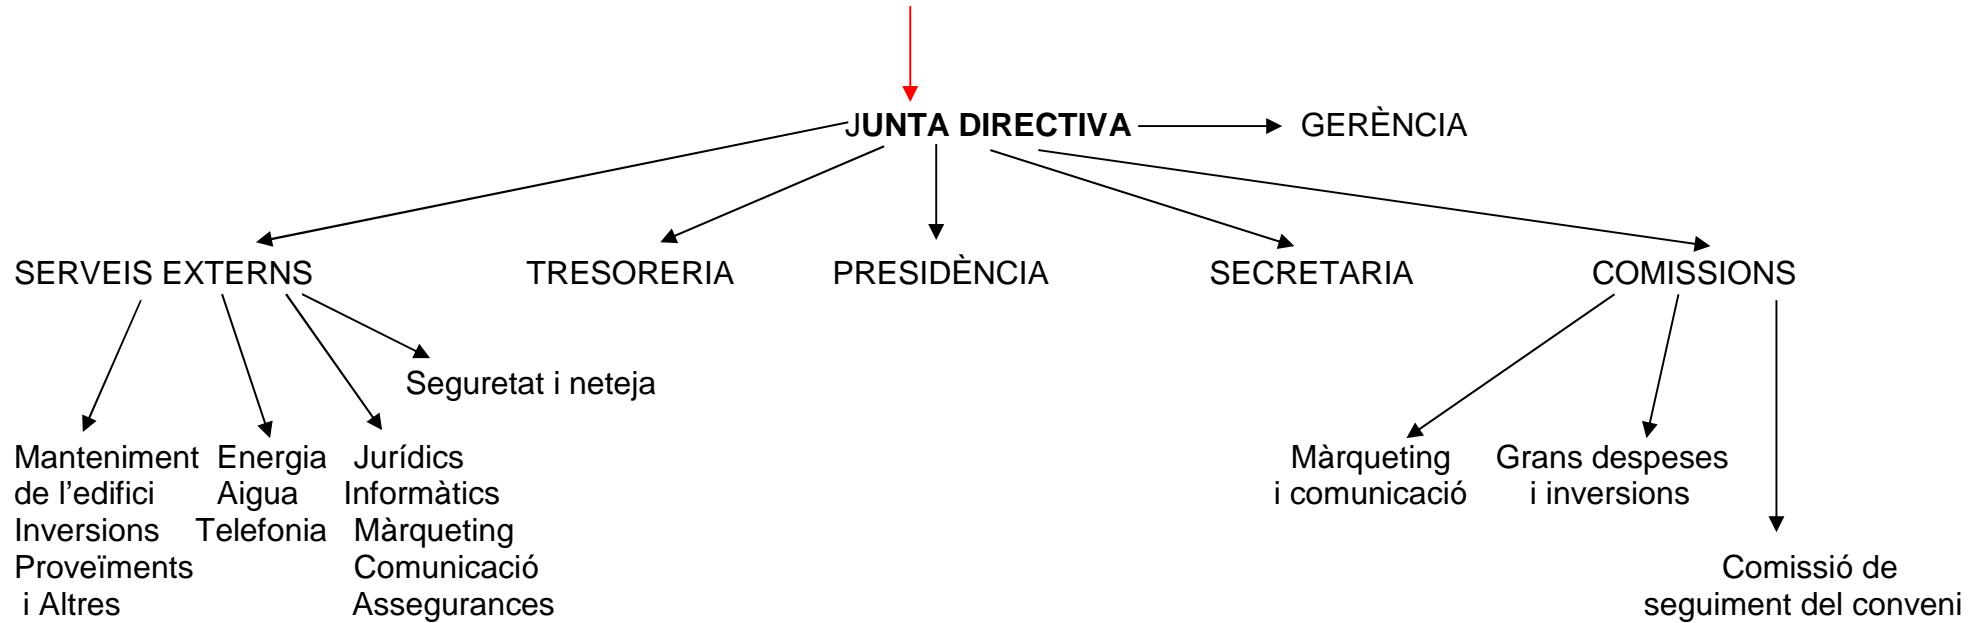 JUNTA DIRECTIVA GERÈNCIA
SERVEIS EXTERNS TRESORERIA PRESIDÈNCIA SECRETARIA COMISSIONS
Seguretat i neteja
Manteniment Energia Jurídics Màrqueting Grans despeses
de l’edifici Aigua Informàtics i comunicació i inversions
Inversions Telefonia Màrqueting
Proveïments Comunicació Comissió de
i Altres Assegurances seguiment del conveni